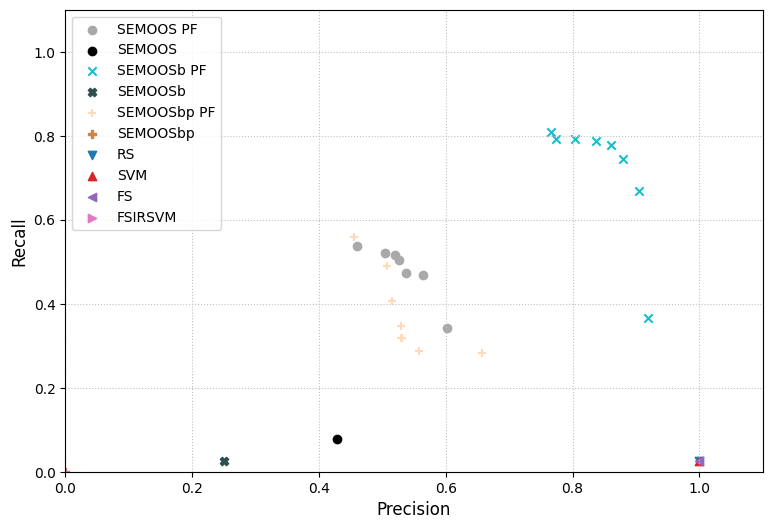 SEMOOS PF
SEMOOS
SEMOOSb PF
SEMOOSb
SEMOOSbp PF
SEMOOSbp
RS
SVM
FS
FSIRSVM
1.0
0.8
0.6
0.4
0.2
0.0
Recall
0.0 0.2 0.4 0.6 0.8 1.0
Precision